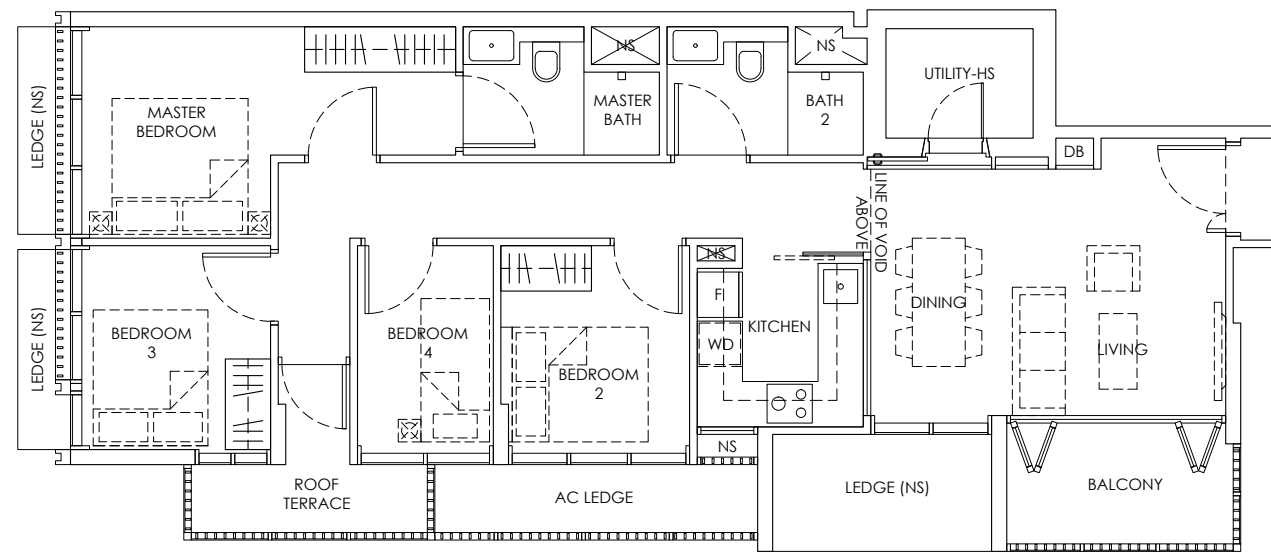 NS
NS
UTILITY-HS
LEDGE (NS)
MASTER
BEDROOM
MASTER
BATH
BATH
2
DB
LINE OF VOID
ABOVE
NS
FI
WD
KITCHEN
DINING
LIVING
LEDGE (NS)
BEDROOM
3
BEDROOM
4
BEDROOM
2
NS
ROOF
TERRACE
AC LEDGE
LEDGE (NS)
BALCONY